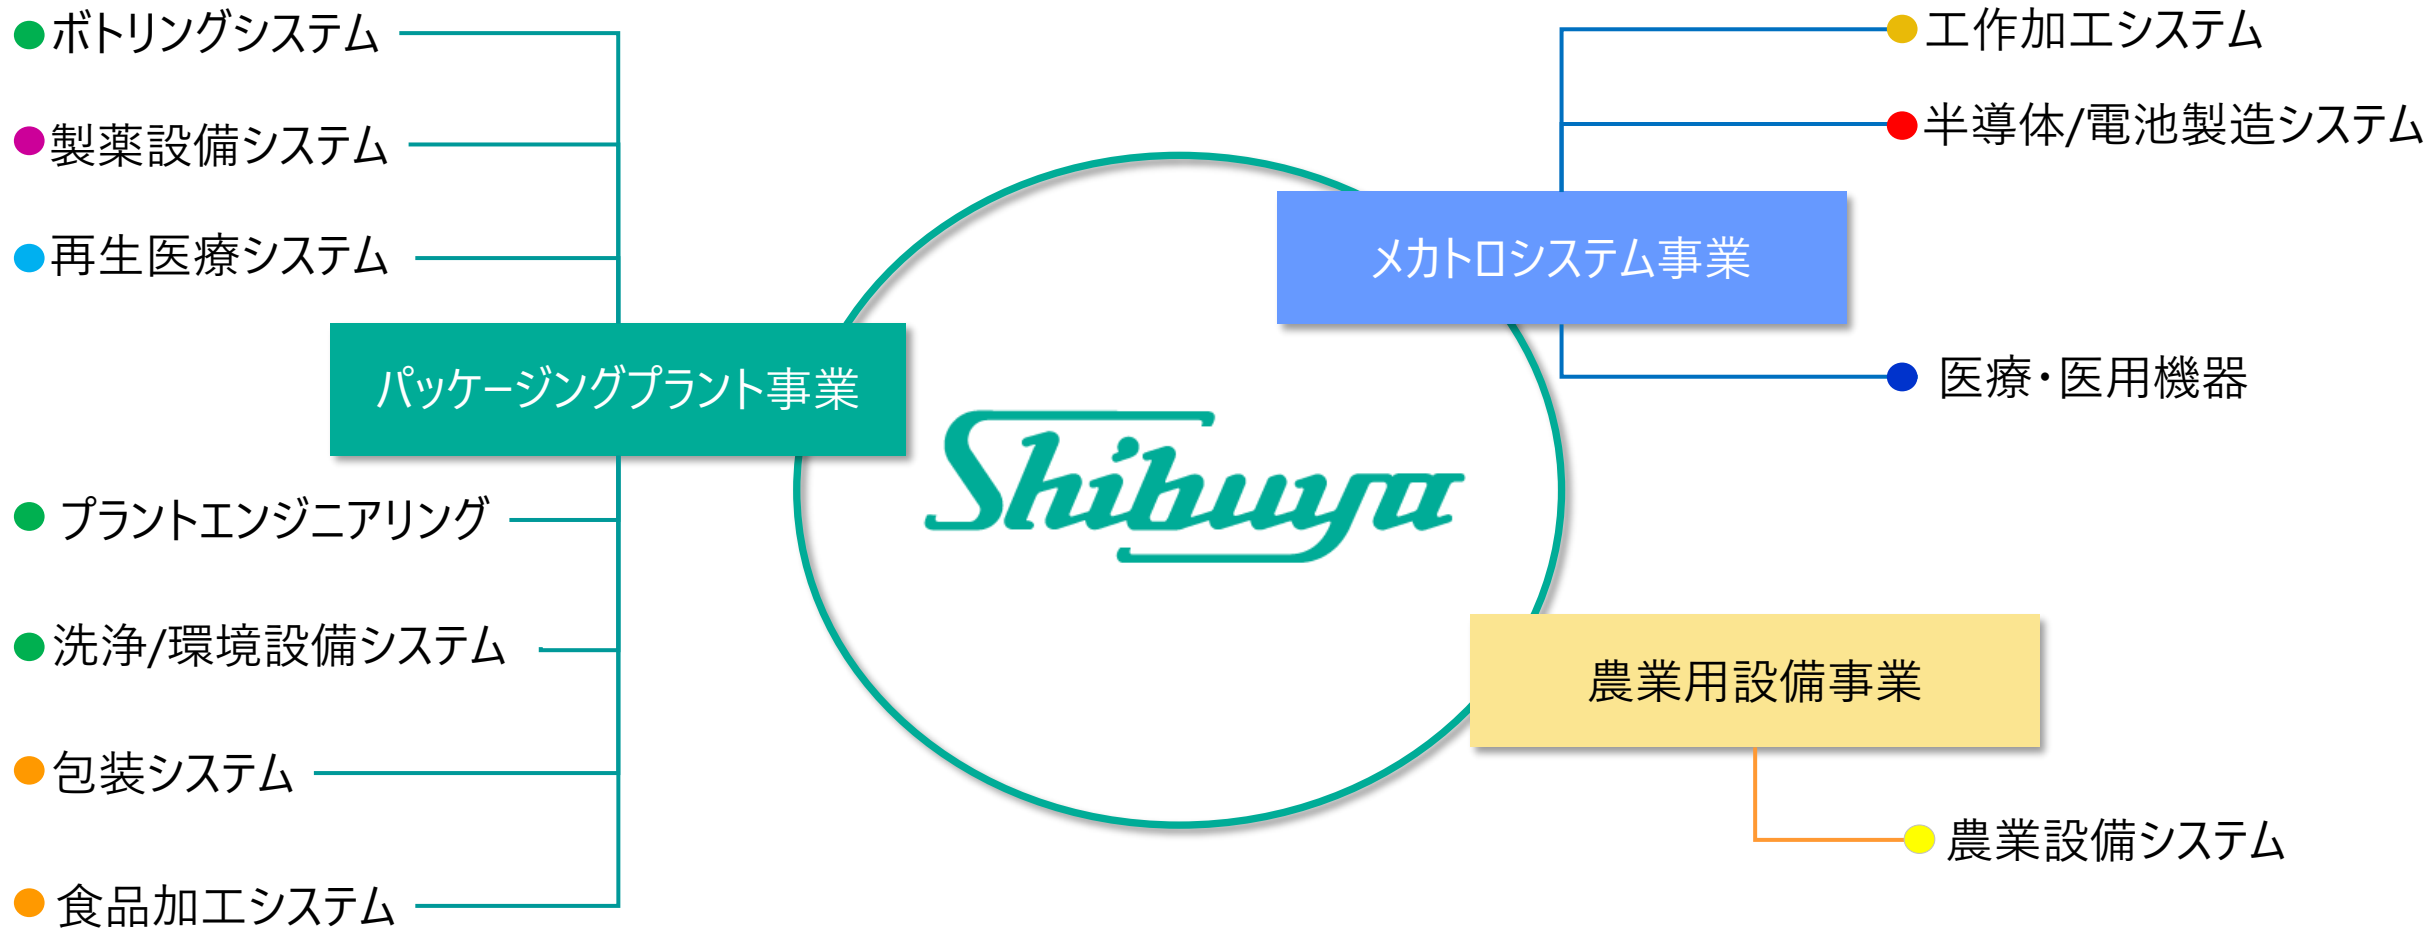 ボトリングシステム
製薬設備システム
再生医療システム
パッケージングプラント事業
プラントエンジニアリング
洗浄/環境設備システム
包装システム
食品加工システム
Shibuya
工作加工システム
半導体/電池製造システム
メカトロシステム事業
医療・医用機器
農業用設備事業
農業設備システム